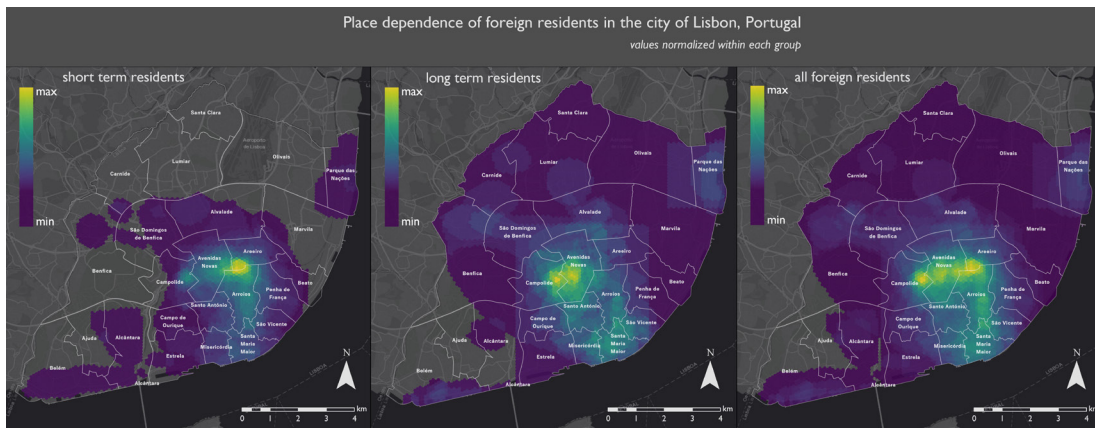 Place dependence of foreign residents in the city of Lisbon, Portugal
values normalized within each group
short term residents
max
min
Santa Clara
Lumiar
Olivais
Carnide
Parque das
Nações
Alvalade
São Domingos
de Benfica
Marvila
Benfica
Avenidas
Novas
Areeiro
Campolide
Beato
Arroios
Penha de
França
Santo António
Campo de
Ourique
São Vicente
Ajuda
Alcântara
Santa
Maria
Maior
Misericórdia
Estrela
Belém
Alcântara
N
km
0 1 2 3 4
long term residents
max
min
Santa Clara
Lumiar
Olivais
Carnide
Parque das
Nações
Alvalade
São Domingos
de Benfica
Marvila
Benfica
Avenidas
Novas
Areeiro
Campolide
Beato
Arroios
Penha de
França
Santo António
Campo de
Ourique
São Vicente
Ajuda
Alcântara
Santa
Maria
Maior
Misericórdia
Estrela
Belém
Alcântara
N
km
0 1 2 3 4
all foreign residents
max
min
Santa Clara
Lumiar
Olivais
Carnide
Parque das
Nações
Alvalade
São Domingos
de Benfica
Marvila
Benfica
Avenidas
Novas
Areeiro
Campolide
Beato
Arroios
Penha de
França
Santo António
Campo de
Ourique
São Vicente
Ajuda
Alcântara
Santa
Maria
Maior
Misericórdia
Estrela
Belém
Alcântara
N
km
0 1 2 3 4